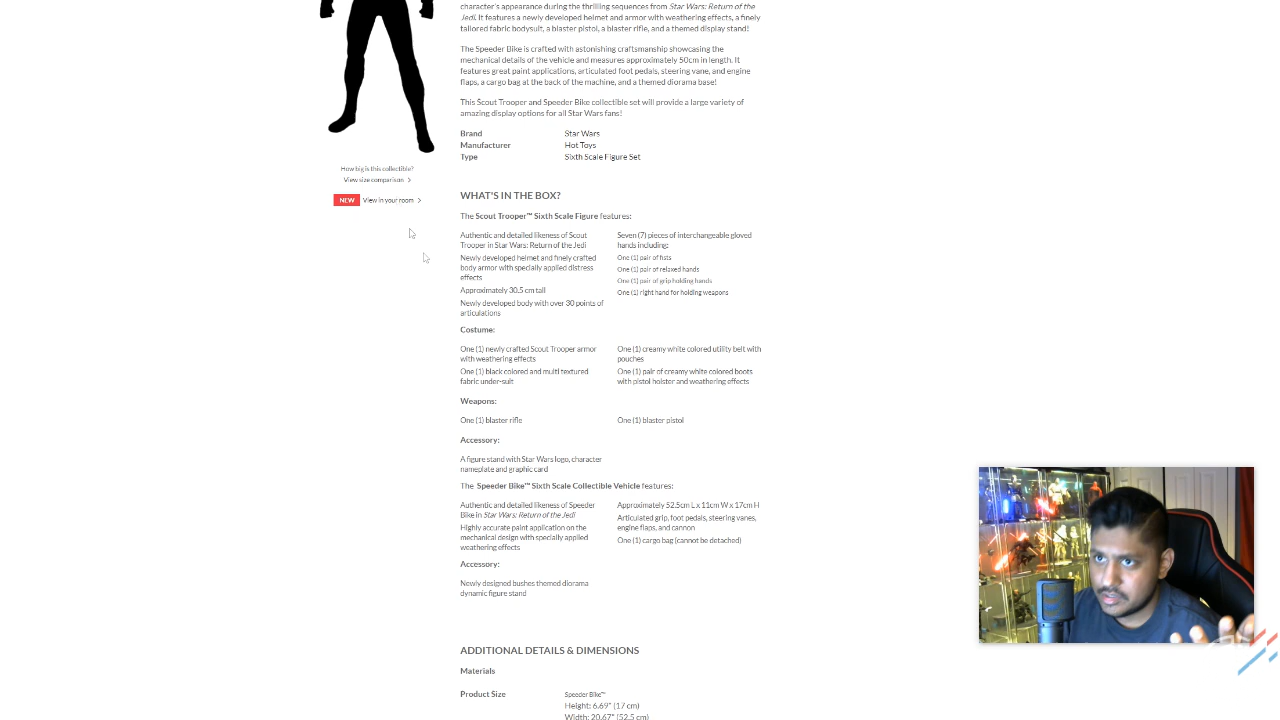 character's appearance during the thrilling sequences from Star Wars: Return of the
Jedi. It features a newly developed helmet and armor with weathering effects, a finely
tailored fabric bodysuit, a blaster pistol, a blaster rifle, and a themed display stand!
The Speeder Bike is crafted with astonishing craftsmanship showcasing the
mechanical details of the vehicle and measures approximately 50cm in length. It
features great paint applications, articulated foot pedals, steering vane, and engine
flaps, a cargo bag at the back of the machine, and a themed diorama base!
This Scout Trooper and Speeder Bike collectible set will provide a large variety of
amazing display options for all Star Wars fans!
Brand Star Wars
Manufacturer Hot Toys
Type Sixth Scale Figure Set
How big is this collectible?
View size comparison >
NEW View in your room >
WHAT'S IN THE BOX?
The Scout Trooper™ Sixth Scale Figure features:
Authentic and detailed likeness of Scout
Trooper in Star Wars: Return of the Jedi
Newly developed helmet and finely crafted
body armor with specially applied distress
effects
Approximately 30.5 cm tall
Newly developed body with over 30 points of
articulations
Seven (7) pieces of interchangeable gloved
hands including:
One (1) pair of fists
One (1) pair of relaxed hands
One (1) pair of grip holding hands
One (1) right hand for holding weapons
Costume:
One (1) newly crafted Scout Trooper armor
with weathering effects
One (1) black colored and multi textured
fabric under-suit
One (1) creamy white colored utility belt with
pouches
One (1) pair of creamy white colored boots
with pistol holster and weathering effects
Weapons:
One (1) blaster rifle
One (1) blaster pistol
Accessory:
A figure stand with Star Wars logo, character
nameplate and graphic card
The Speeder Bike™ Sixth Scale Collectible Vehicle features:
Authentic and detailed likeness of Speeder
Bike in Star Wars: Return of the Jedi
Highly accurate paint application on the
mechanical design with specially applied
weathering effects
Approximately 52.5cm L x 11cm W x 17cm H
Articulated grip, foot pedals, steering vanes,
engine flaps, and cannon
One (1) cargo bag (cannot be detached)
Accessory:
Newly designed bushes themed diorama
dynamic figure stand
ADDITIONAL DETAILS & DIMENSIONS
Materials
Product Size Speeder Bike™
Height: 6.69" (17 cm)
Width: 20.67" (52.5 cm)